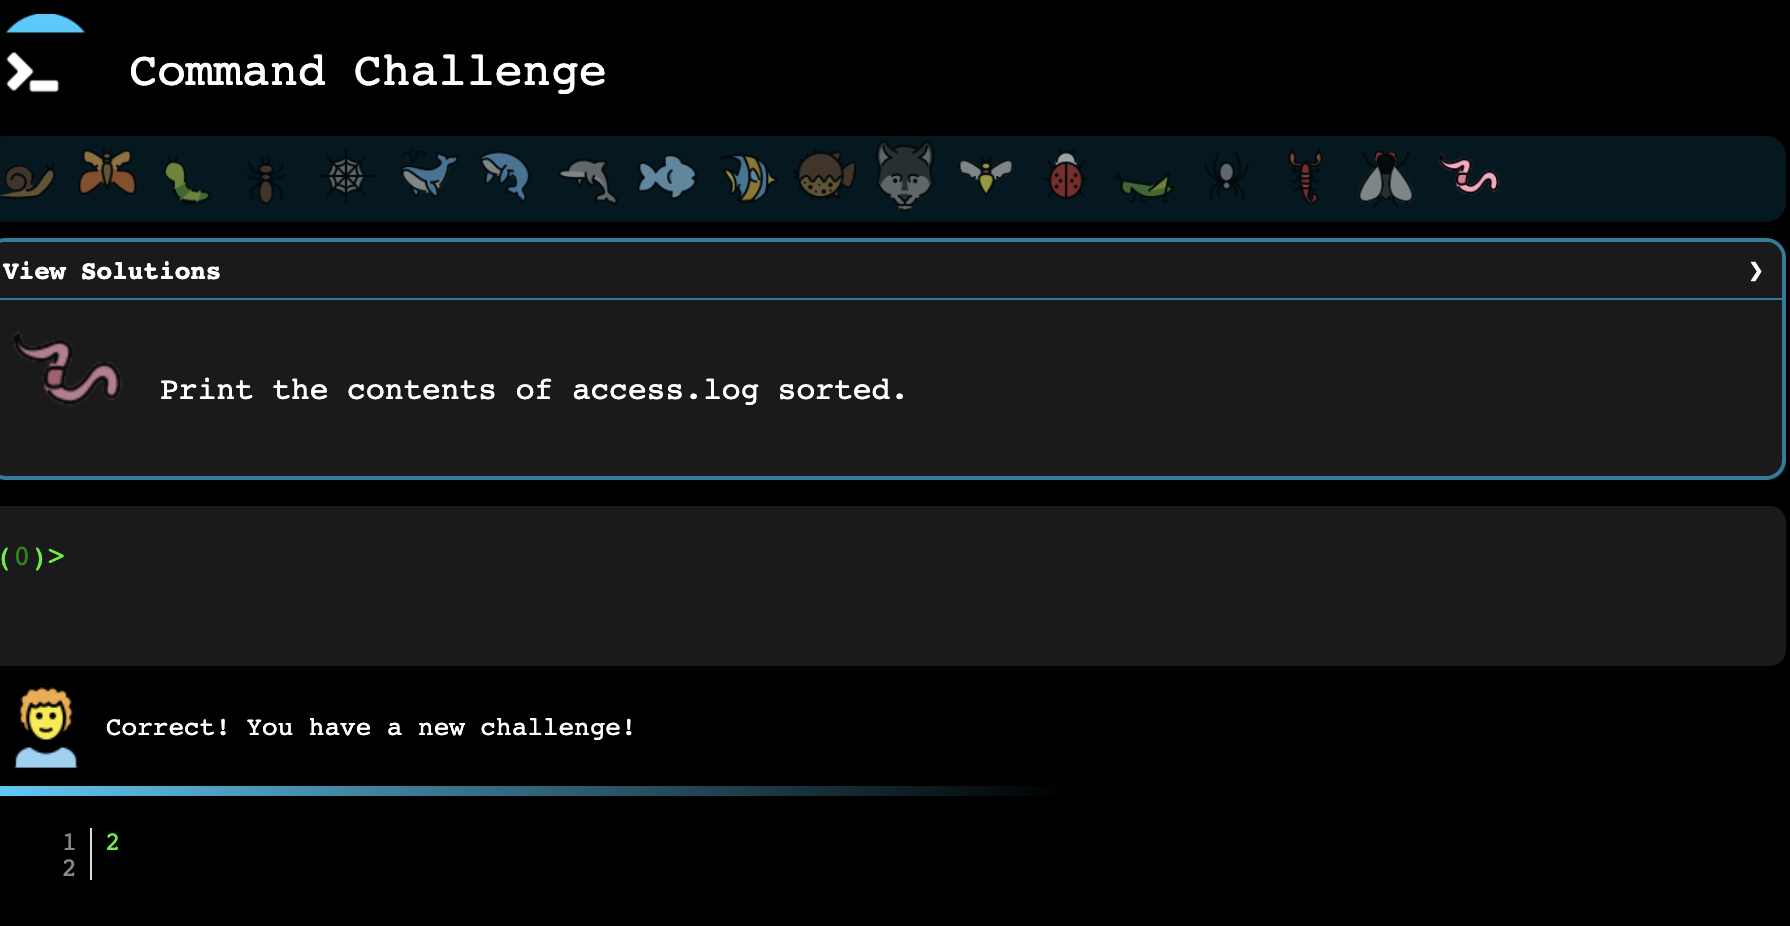 Command Challenge
View Solutions ❯
Print the contents of access.log sorted.
(0)>
Correct! You have a new challenge!
1 2
2